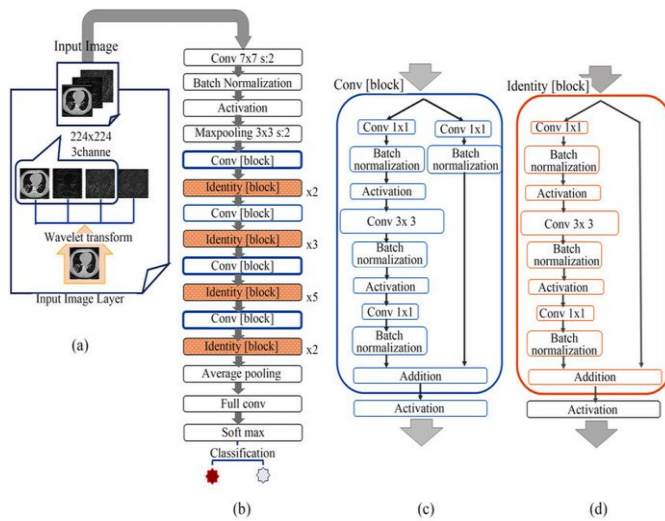 Input Image
224x224
3channe
Wavelet transform
Input Image Layer
(a)
Conv 7x7 s:2
Batch Normalization
Activation
Maxpooling 3x3 s:2
Conv [block]
Identity [block]
x2
Conv [block]
Identity [block]
x3
Conv [block]
Identity [block]
x5
Conv [block]
Identity [block]
x2
Average pooling
Full conv
Soft max
Classification
(b)
Conv [block]
Conv 1x1
Conv 1x1
Batch
normalization
Batch
normalization
Activation
Conv 3x 3
Batch
normalization
Activation
Conv 1x1
Batch
normalization
Addition
Activation
(c)
Identity [block]
Conv 1x1
Batch
normalization
Activation
Conv 3x 3
Batch
normalization
Activation
Conv 1x1
Batch
normalization
Addition
Activation
(d)